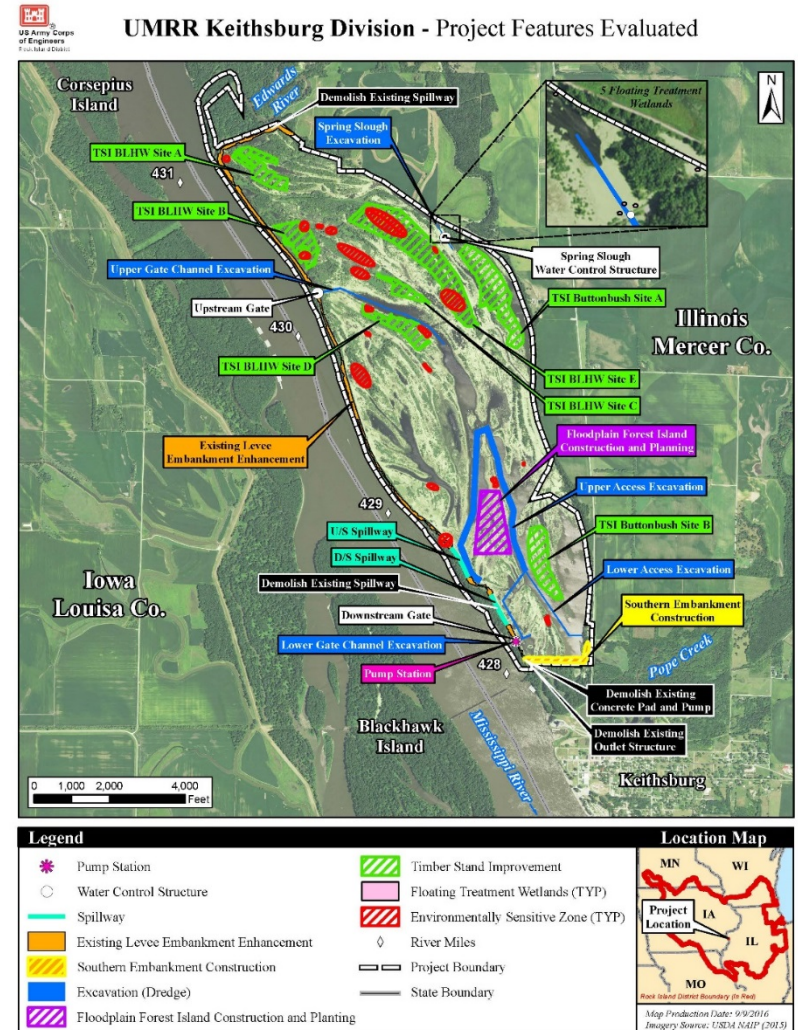 US Army Corps
of Engineers
Rock Island District
UMRR Keithsburg Division - Project Features Evaluated
Corsepius
Island
Edwards
River
Demolish Existing Spillway
Spring Slough
Excavation
5 Floating Treatment
Wetlands
N
TSI BLHW Site A
431
TSI BLHW Site B
Upper Gate Channel Excavation
Upstream Gate
430
TSI BLHW Site D
Spring Slough
Water Control Structure
TSI Buttonbush Site A
Illinois
Mercer Co.
TSI BLHW Site E
TSI BLHW Site C
Existing Levee
Embankment Enhancement
Floodplain Forest Island
Construction and Planning
Upper Access Excavation
429
U/S Spillway
D/S Spillway
TSI Buttonbush Site B
Iowa
Louisa Co.
Demolish Existing Spillway
Lower Access Excavation
Downstream Gate
Southern Embankment
Construction
Lower Gate Channel Excavation
Pump Station
428
Pope Creek
Demolish Existing
Concrete Pad and Pump
Blackhawk
Island
Mississippi River
Demolish Existing
Outlet Structure
Keithsburg
0 1,000 2,000 4,000
Feet
Legend
Pump Station
Water Control Structure
Spillway
Existing Levee Embankment Enhancement
Southern Embankment Construction
Excavation (Dredge)
Floodplain Forest Island Construction and Planting
Timber Stand Improvement
Floating Treatment Wetlands (TYP)
Environmentally Sensitive Zone (TYP)
River Miles
Project Boundary
State Boundary
Location Map
MN
WI
Project
Location
IA
IL
MO
Rock Island District Boundary (In Red)
Map Production Date: 9/9/2016
Imagery Source: USDA NAIP (2015)